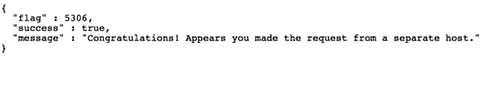 {
"flag" : 5306,
"success" : true,
"message" : "Congratulations! Appears you made the request from a separate host."
}